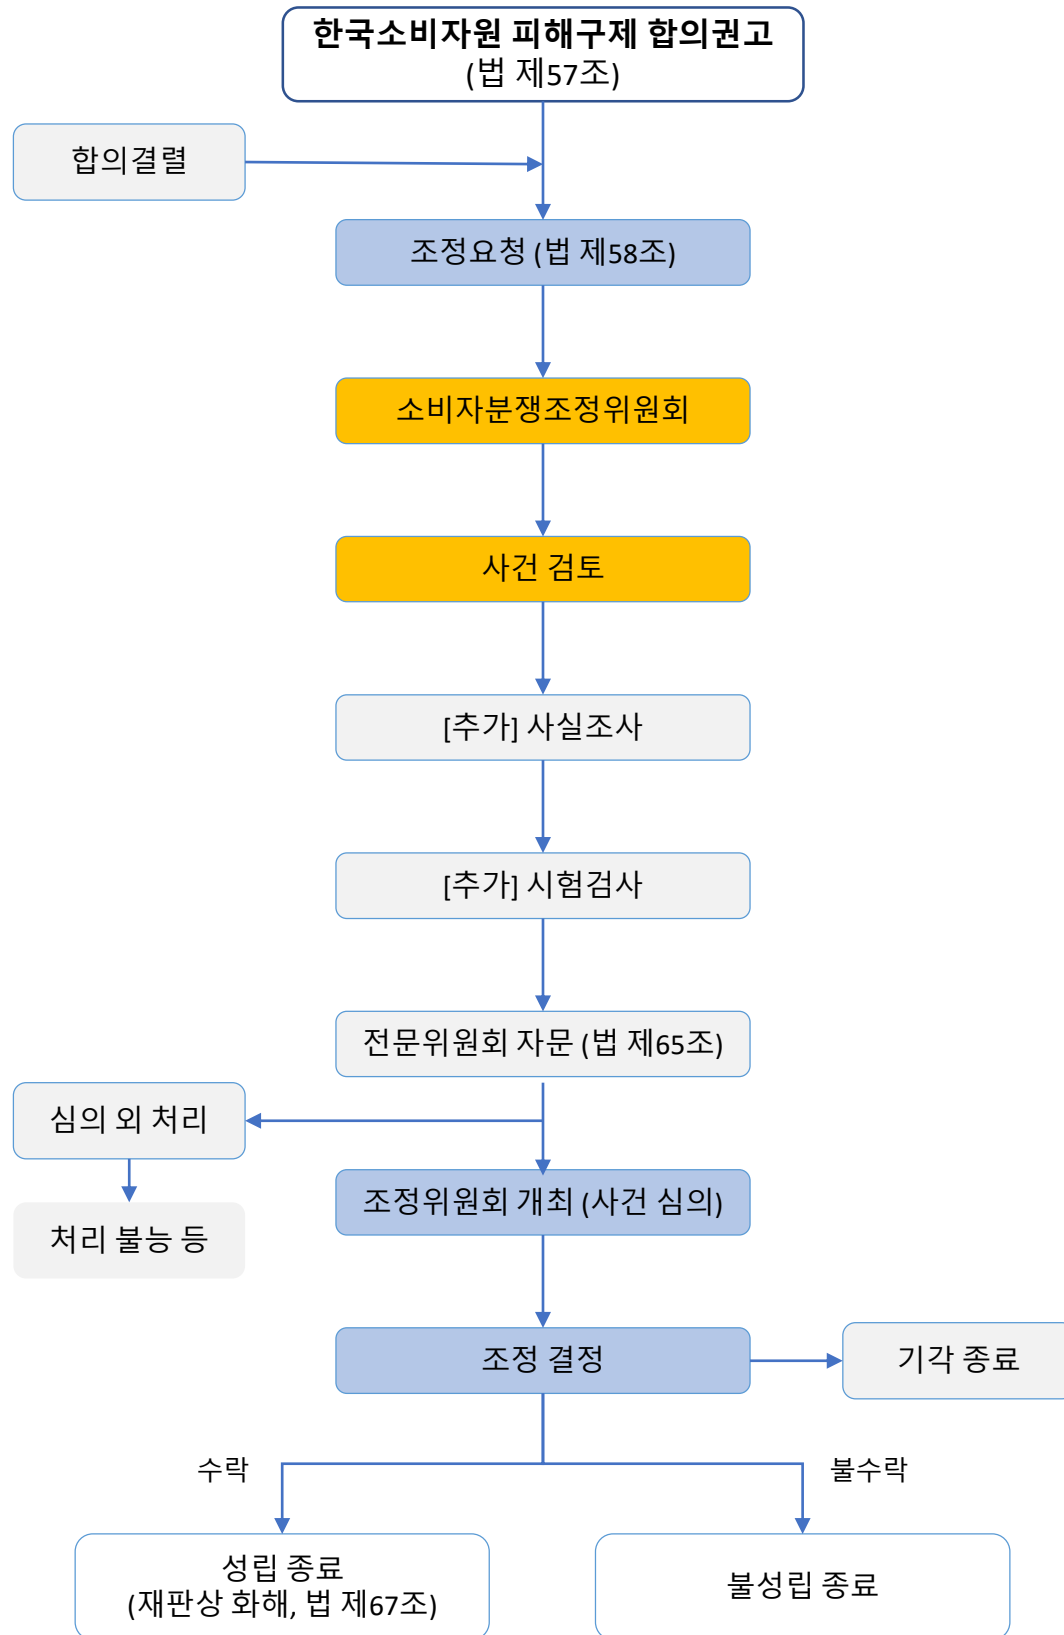 한국소비자원 피해구제 합의권고
(법 제57조)
합의결렬
조정요청 (법 제58조)
소비자분쟁조정위원회
사건 검토
[추가] 사실조사
[추가] 시험검사
전문위원회 자문 (법 제65조)
심의 외 처리
조정위원회 개최 (사건 심의)
처리 불능 등
조정 결정
기각 종료
수락
불수락
성립 종료
(재판상 화해, 법 제67조)
불성립 종료